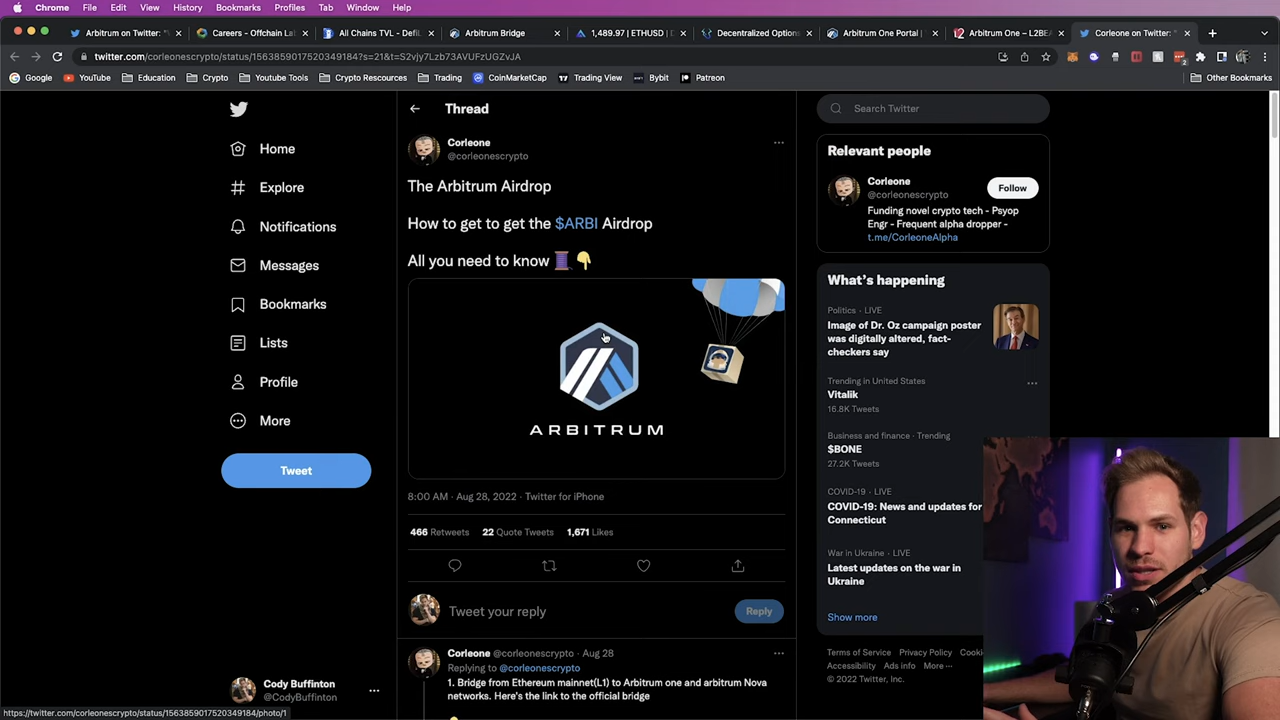 Chrome File Edit View History Bookmarks Profiles Tab Window Help
Arbitrum on Twitter: "
Careers - Offchain La
All Chains TVL - DefiL
Arbitrum Bridge
1,489.97 | ETHUSD |
Decentralized Options
Arbitrum One Portal |
Arbitrum One – L2BEA
Corleone on Twitter: "
twitter.com/corleonescrypto/status/1563859017520349184?s=21&t=S2vjy7Lzb73AVUFzUGZvJA
Google YouTube Education Crypto Youtube Tools Crypto Rescources Trading CoinMarketCap Trading View Bybit Patreon Other Bookmarks
Home
Explore
Notifications
Messages
Bookmarks
Lists
Profile
More
Tweet
Cody Buffinton
@CodyBuffinton
https://twitter.com/corleonescrypto/status/1563859017520349184/photo/1
Thread
Corleone
@corleonescrypto
The Arbitrum Airdrop
How to get to get the $ARBI Airdrop
All you need to know 🧵👇
ARBITRUM
8:00 AM · Aug 28, 2022 · Twitter for iPhone
466 Retweets 22 Quote Tweets 1,671 Likes
Tweet your reply
Reply
Corleone @corleonescrypto · Aug 28
Replying to @corleonescrypto
1. Bridge from Ethereum mainnet(L1) to Arbitrum one and arbitrum Nova
networks. Here's the link to the official bridge
Search Twitter
Relevant people
Corleone
@corleonescrypto
Follow
Funding novel crypto tech - Psyop
Engr - Frequent alpha dropper -
t.me/CorleoneAlpha
What's happening
Politics · LIVE
Image of Dr. Oz campaign poster
was digitally altered, fact-
checkers say
Trending in United States
Vitalik
16.8K Tweets
Business and finance · Trending
$BONE
27.2K Tweets
COVID-19 · LIVE
COVID-19: News and updates for
Connecticut
War in Ukraine · LIVE
Latest updates on the war in
Ukraine
Show more
Terms of Service Privacy Policy Cooki
Accessibility Ads info More ···
© 2022 Twitter, Inc.